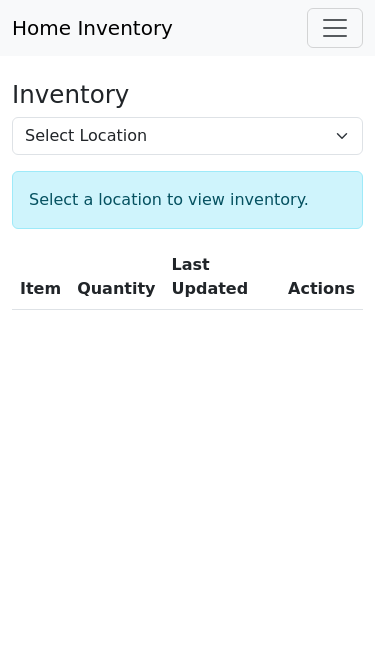 Home Inventory
Inventory
Select Location
Select a location to view inventory.
Item Quantity Last Updated Actions